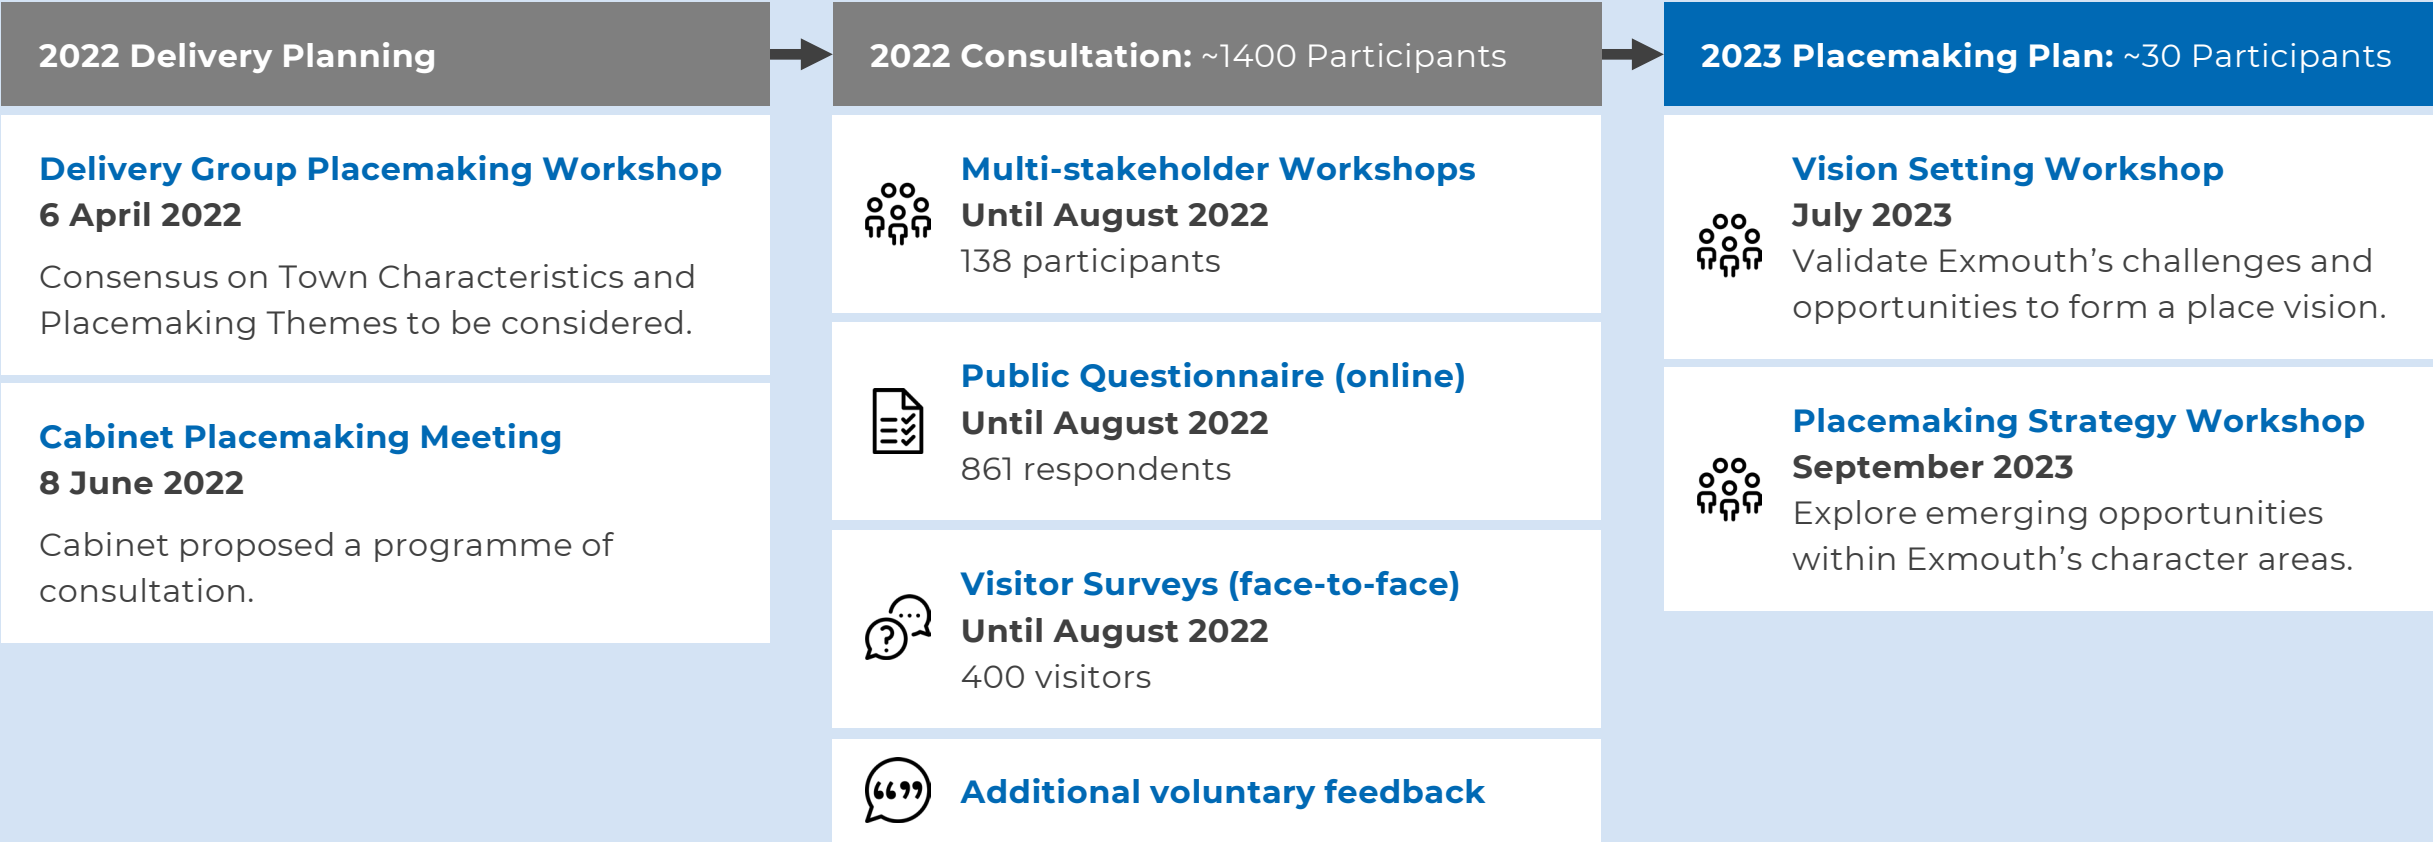 2022 Delivery Planning
Delivery Group Placemaking Workshop
6 April 2022
Consensus on Town Characteristics and
Placemaking Themes to be considered.
Cabinet Placemaking Meeting
8 June 2022
Cabinet proposed a programme of
consultation.
2022 Consultation: ~1400 Participants
Multi-stakeholder Workshops
Until August 2022
138 participants
Public Questionnaire (online)
Until August 2022
861 respondents
Visitor Surveys (face-to-face)
Until August 2022
400 visitors
Additional voluntary feedback
2023 Placemaking Plan: ~30 Participants
Vision Setting Workshop
July 2023
Validate Exmouth’s challenges and
opportunities to form a place vision.
Placemaking Strategy Workshop
September 2023
Explore emerging opportunities
within Exmouth’s character areas.